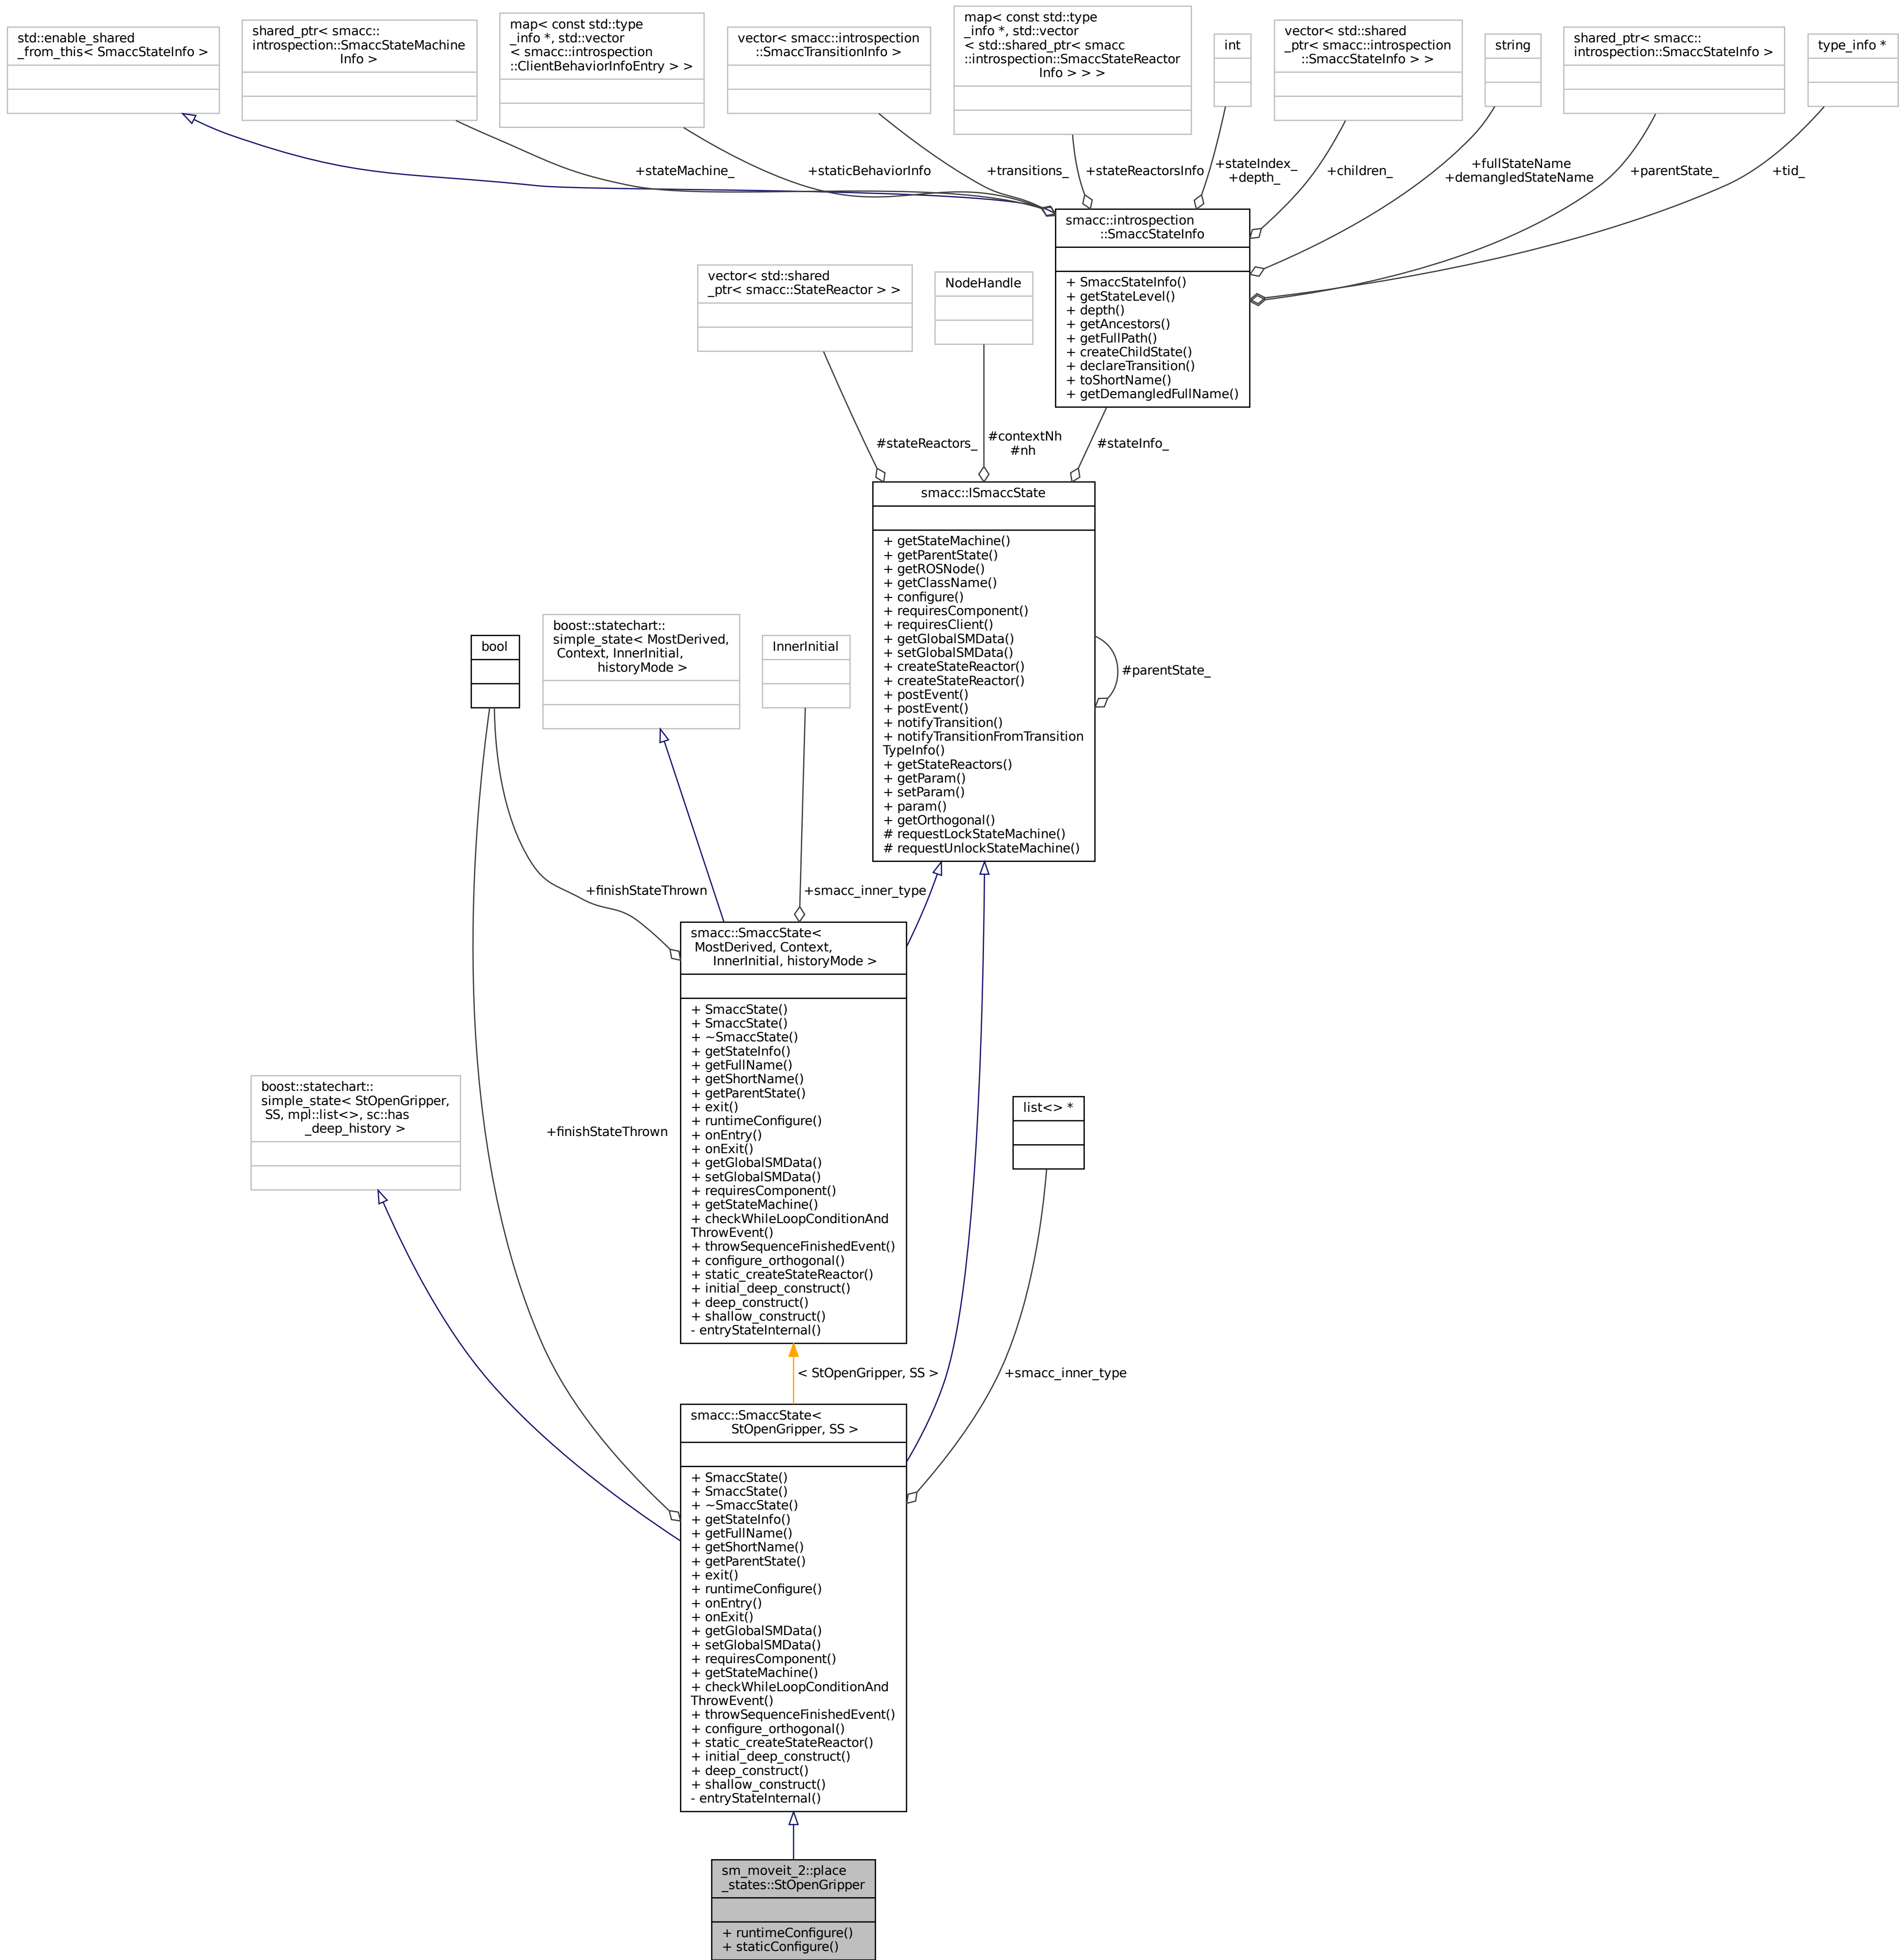 std::enable_shared
_from_this< SmaccStateInfo >
shared_ptr< smacc::
introspection::SmaccStateMachine
Info >
map< const std::type
_info *, std::vector
< smacc::introspection
::ClientBehaviorInfoEntry > >
vector< smacc::introspection
::SmaccTransitionInfo >
map< const std::type
_info *, std::vector
< std::shared_ptr< smacc
::introspection::SmaccStateReactor
Info > > >
int
vector< std::shared
_ptr< smacc::introspection
::SmaccStateInfo > >
string
shared_ptr< smacc::
introspection::SmaccStateInfo >
type_info *
+stateMachine_
+staticBehaviorInfo
+transitions_
+stateReactorsInfo
+stateIndex_
+depth_
+children_
+fullStateName
+demangledStateName
+parentState_
+tid_
smacc::introspection
::SmaccStateInfo
+ SmaccStateInfo()
+ getStateLevel()
+ depth()
+ getAncestors()
+ getFullPath()
+ createChildState()
+ declareTransition()
+ toShortName()
+ getDemangledFullName()
vector< std::shared
_ptr< smacc::StateReactor > >
NodeHandle
#stateReactors_
#contextNh
#nh
#stateInfo_
smacc::ISmaccState
+ getStateMachine()
+ getParentState()
+ getROSNode()
+ getClassName()
+ configure()
+ requiresComponent()
+ requiresClient()
+ getGlobalSMData()
+ setGlobalSMData()
+ createStateReactor()
+ createStateReactor()
+ postEvent()
+ postEvent()
+ notifyTransition()
+ notifyTransitionFromTransition
TypeInfo()
+ getStateReactors()
+ getParam()
+ setParam()
+ param()
+ getOrthogonal()
# requestLockStateMachine()
# requestUnlockStateMachine()
#parentState_
bool
boost::statechart::
simple_state< MostDerived,
Context, InnerInitial,
historyMode >
InnerInitial
+finishStateThrown
+smacc_inner_type
smacc::SmaccState<
MostDerived, Context,
InnerInitial, historyMode >
+ SmaccState()
+ SmaccState()
+ ~SmaccState()
+ getStateInfo()
+ getFullName()
+ getShortName()
+ getParentState()
+ exit()
+ runtimeConfigure()
+ onEntry()
+ onExit()
+ getGlobalSMData()
+ setGlobalSMData()
+ requiresComponent()
+ getStateMachine()
+ checkWhileLoopConditionAnd
ThrowEvent()
+ throwSequenceFinishedEvent()
+ configure_orthogonal()
+ static_createStateReactor()
+ initial_deep_construct()
+ deep_construct()
+ shallow_construct()
- entryStateInternal()
boost::statechart::
simple_state< StOpenGripper,
SS, mpl::list<>, sc::has
_deep_history >
+finishStateThrown
list<> *
< StOpenGripper, SS >
+smacc_inner_type
smacc::SmaccState<
StOpenGripper, SS >
+ SmaccState()
+ SmaccState()
+ ~SmaccState()
+ getStateInfo()
+ getFullName()
+ getShortName()
+ getParentState()
+ exit()
+ runtimeConfigure()
+ onEntry()
+ onExit()
+ getGlobalSMData()
+ setGlobalSMData()
+ requiresComponent()
+ getStateMachine()
+ checkWhileLoopConditionAnd
ThrowEvent()
+ throwSequenceFinishedEvent()
+ configure_orthogonal()
+ static_createStateReactor()
+ initial_deep_construct()
+ deep_construct()
+ shallow_construct()
- entryStateInternal()
sm_moveit_2::place
_states::StOpenGripper
+ runtimeConfigure()
+ staticConfigure()